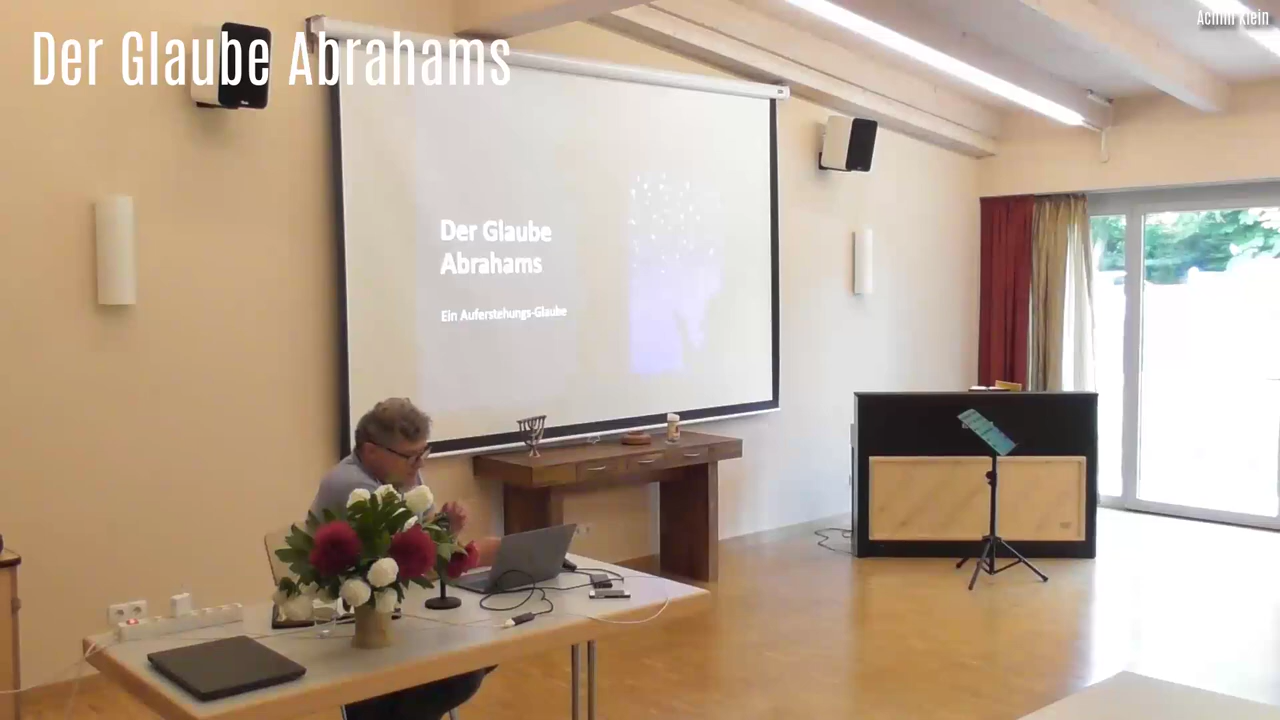 Der Glaube Abrahams
Achim Klein
Der Glaube
Abrahams
Ein Auferstehungs-Glaube